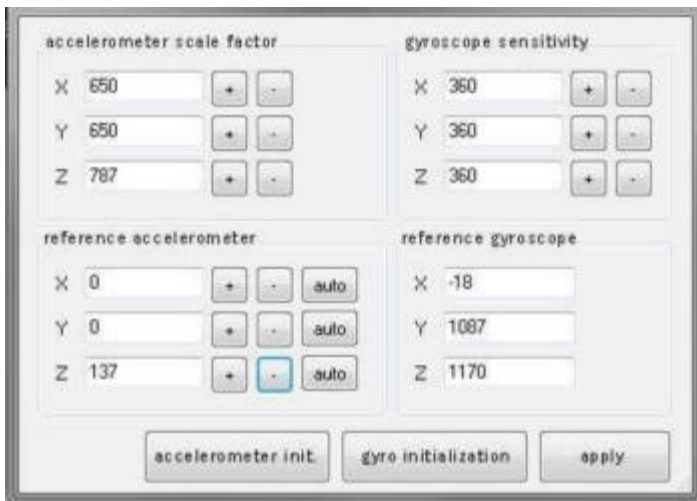 accelerometer scale factor
X 650 + -
Y 650 + -
Z 787 + -
gyroscope sensitivity
X 360 + -
Y 360 + -
Z 360 + -
reference accelerometer
X 0 + - auto
Y 0 + - auto
Z 137 + - auto
reference gyroscope
X -18
Y 1087
Z 1170
accelerometer init. gyro initialization apply